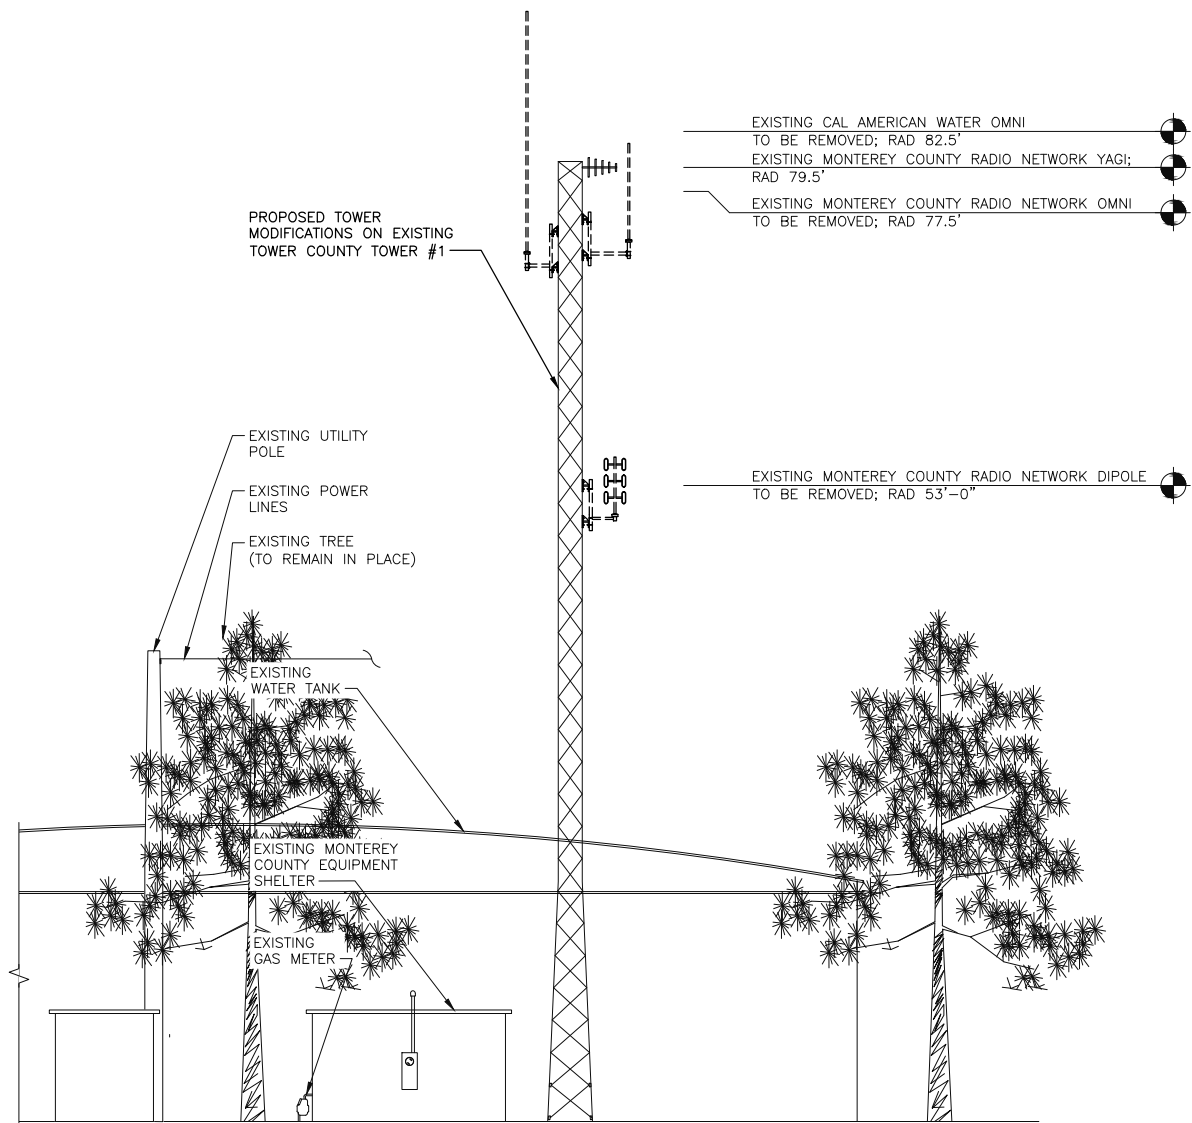 EXISTING CAL AMERICAN WATER OMNI
TO BE REMOVED; RAD 82.5'
EXISTING MONTEREY COUNTY RADIO NETWORK YAGI;
RAD 79.5'
EXISTING MONTEREY COUNTY RADIO NETWORK OMNI
TO BE REMOVED; RAD 77.5'
PROPOSED TOWER
MODIFICATIONS ON EXISTING
TOWER COUNTY TOWER #1
EXISTING UTILITY
POLE
EXISTING POWER
LINES
EXISTING MONTEREY COUNTY RADIO NETWORK DIPOLE
TO BE REMOVED; RAD 53'-0"
EXISTING TREE
(TO REMAIN IN PLACE)
EXISTING
WATER TANK
EXISTING MONTEREY
COUNTY EQUIPMENT
SHELTER
EXISTING
GAS METER